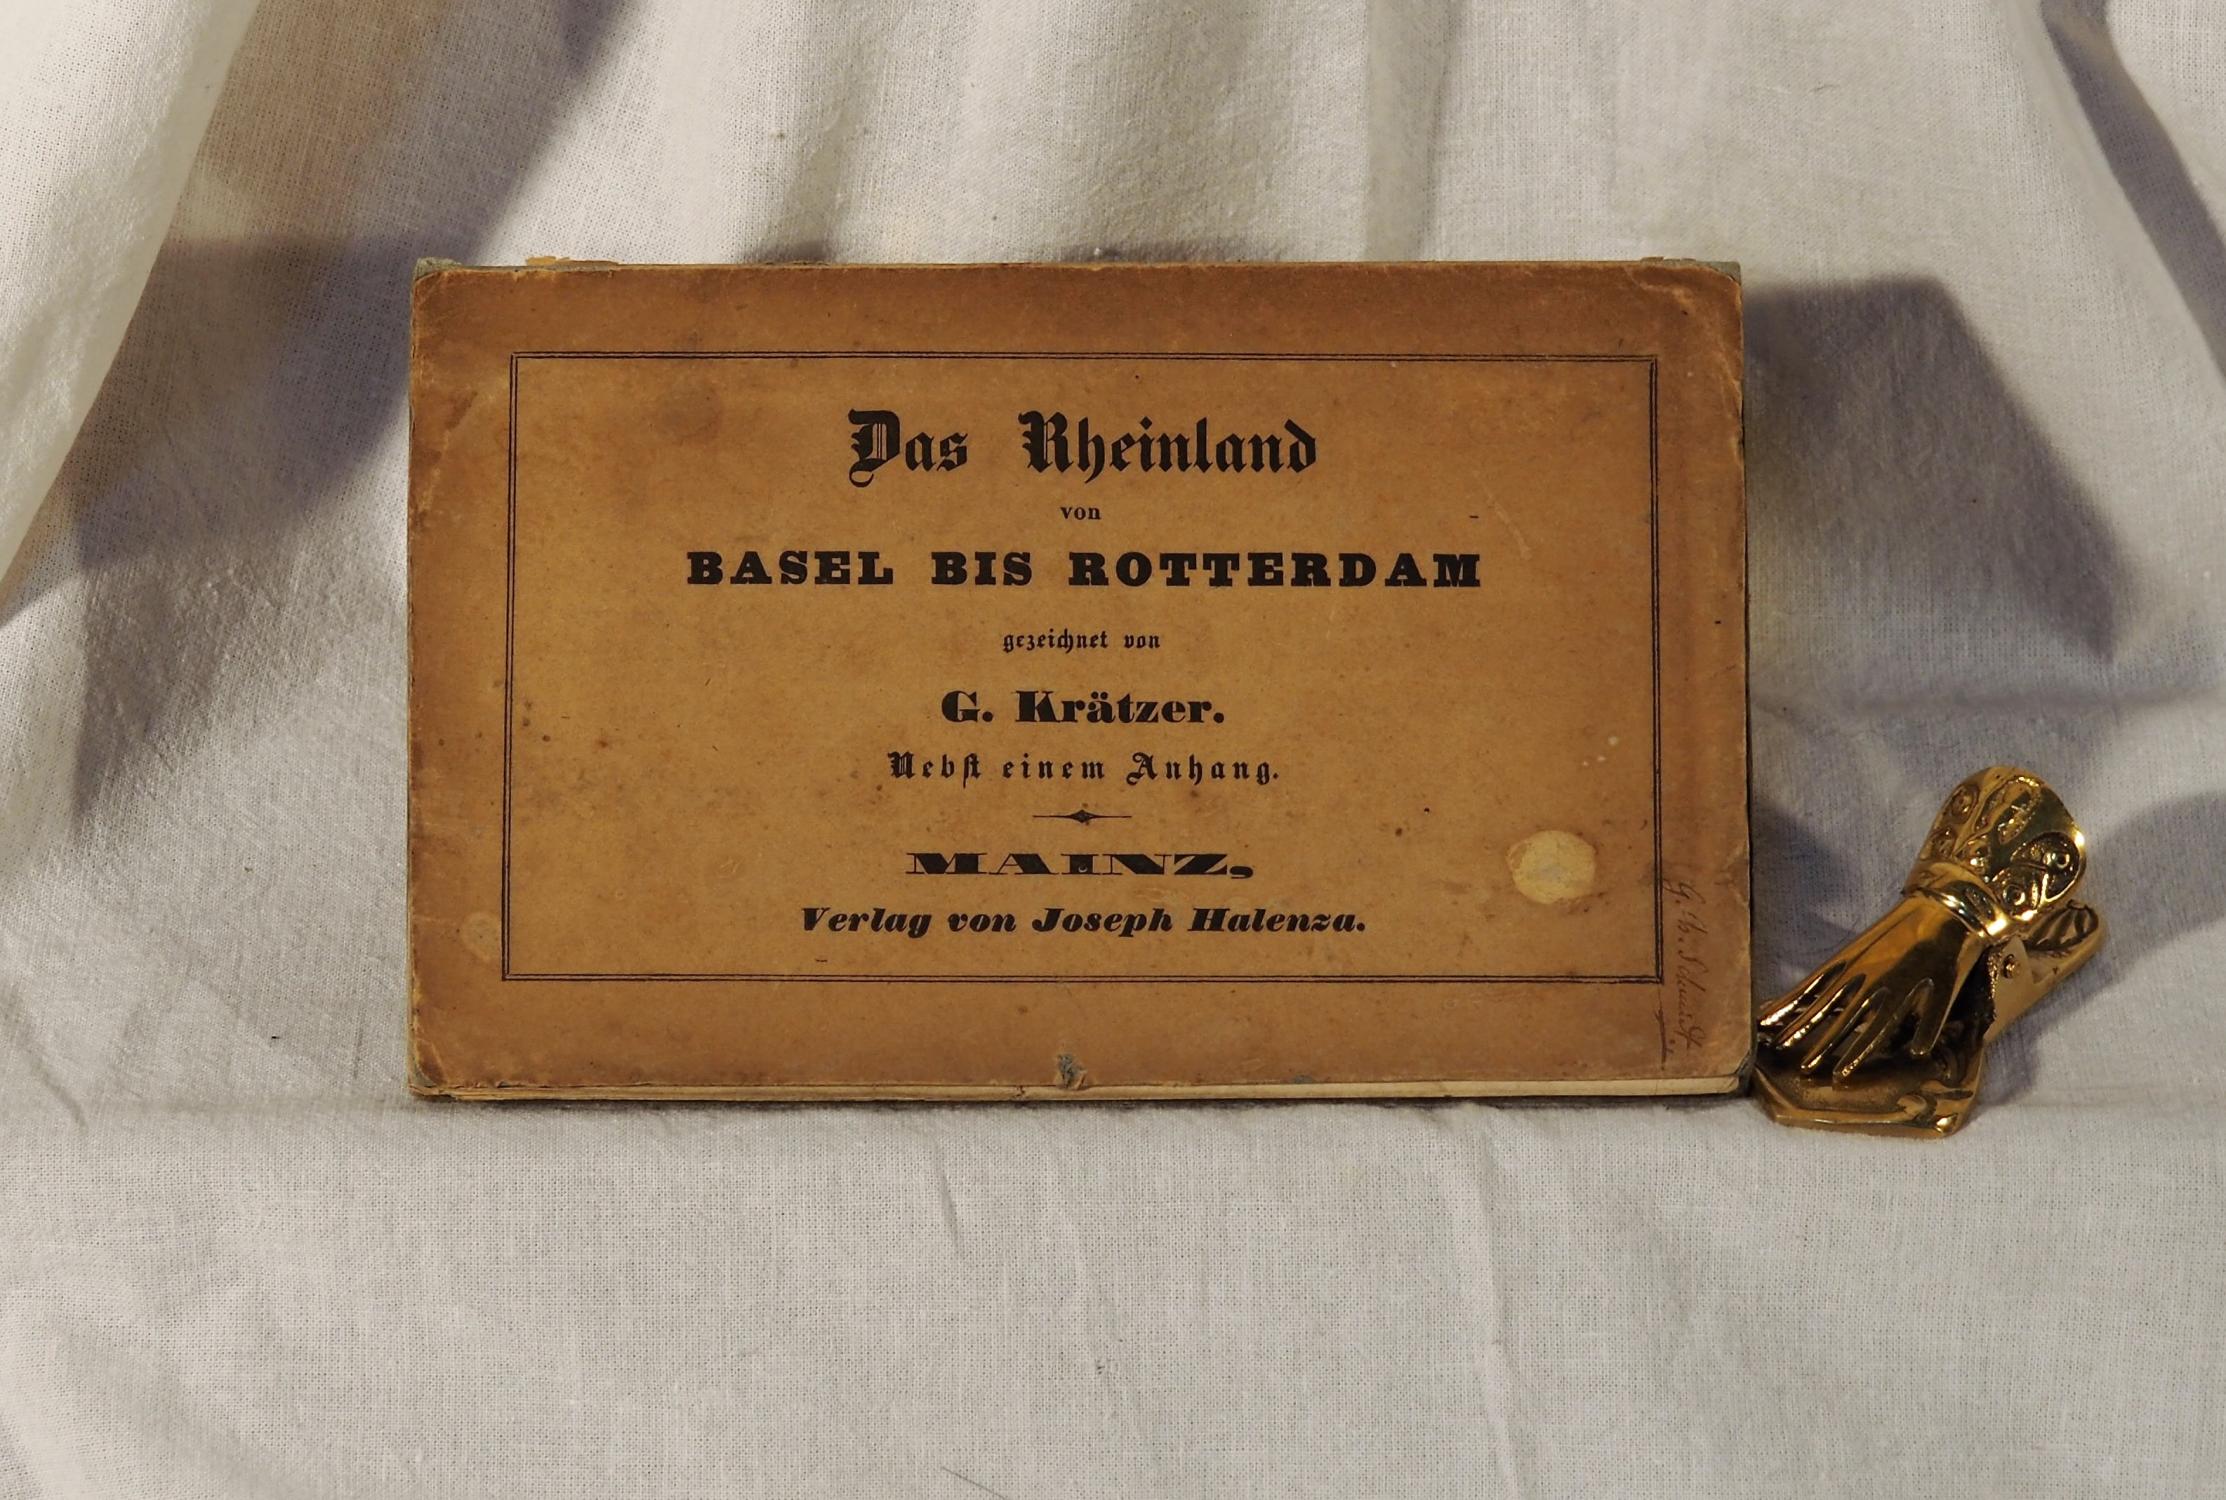 Das Rheinland
von
BASEL BIS ROTTERDAM
gezeichnet von
G. Krätzer.
Nebst einem Anhang.
MAINZ,
Verlag von Joseph Halenza.